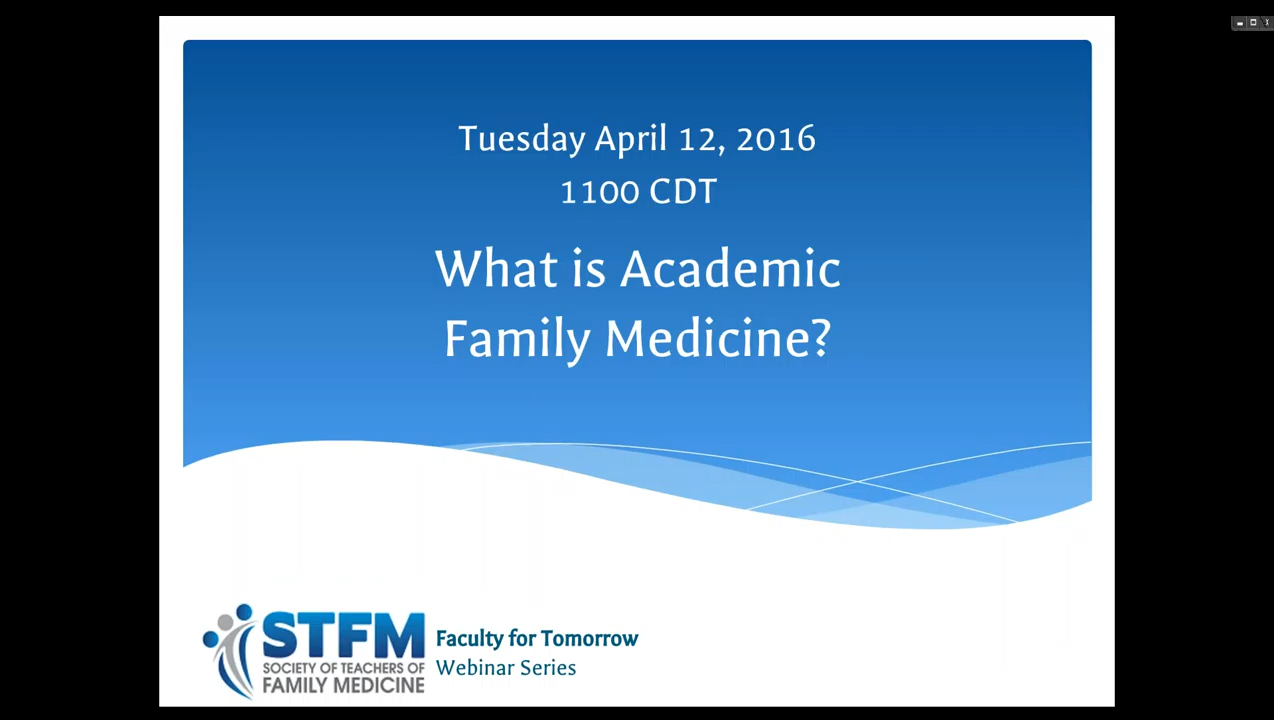 Tuesday April 12, 2016
1100 CDT
What is Academic
Family Medicine?
STFM
SOCIETY OF TEACHERS OF
FAMILY MEDICINE
Faculty for Tomorrow
Webinar Series